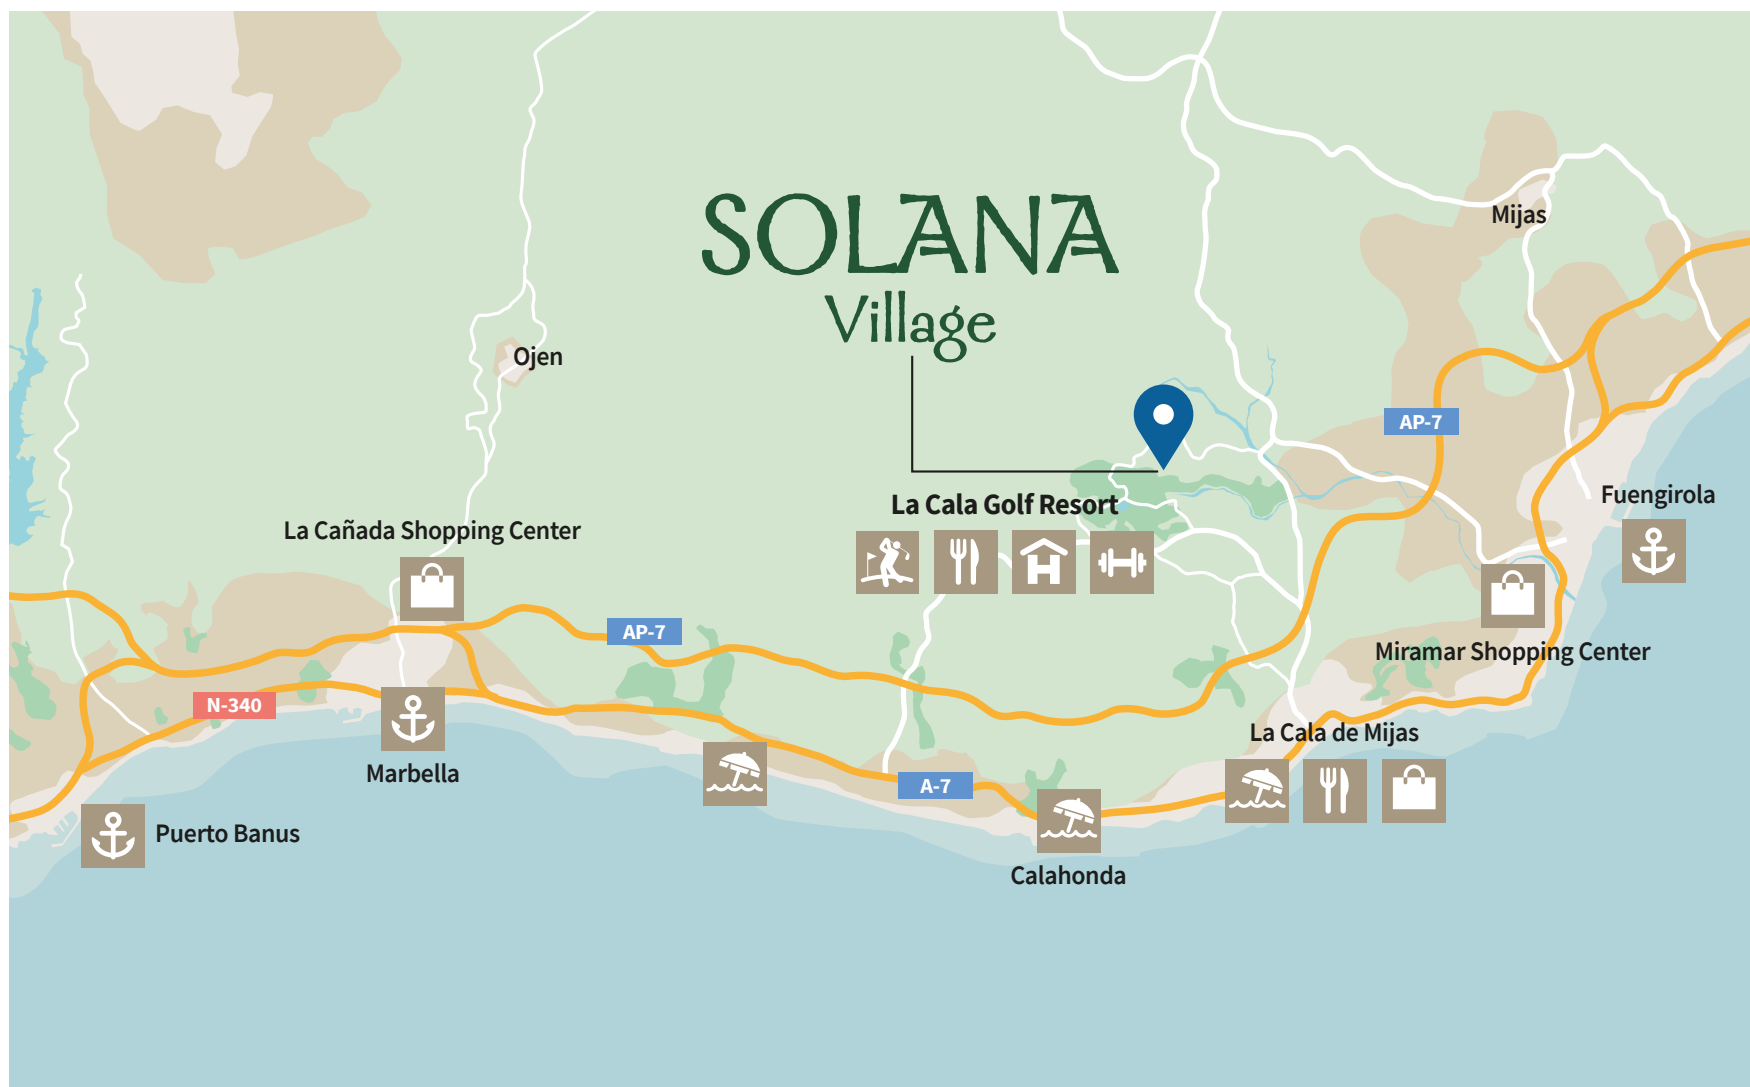 SOLANA
Village
Mijas
Ojen
AP-7
La Cala Golf Resort
Fuengirola
La Cañada Shopping Center
AP-7
Miramar Shopping Center
N-340
La Cala de Mijas
Marbella
A-7
Puerto Banus
Calahonda